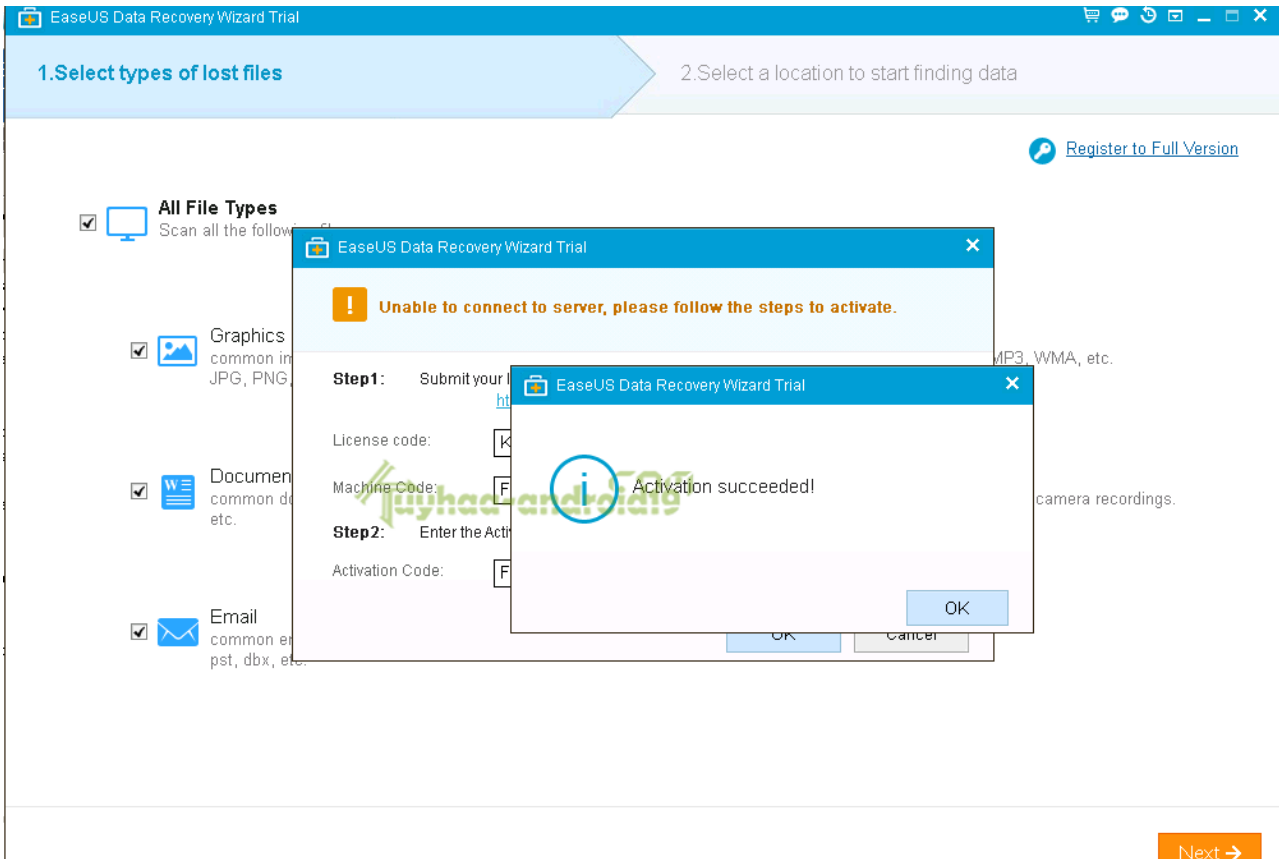 EaseUS Data Recovery Wizard Trial
1.Select types of lost files
2.Select a location to start finding data
Register to Full Version
All File Types
Scan all the
EaseUS Data Recovery Wizard Trial
Unable to connect to server, please follow the steps to activate.
Graphics
common
JPG, PNG,
MP3, WMA, etc.
Step1: Submit your
EaseUS Data Recovery Wizard Trial
License code: K
Machine Code: F
Activation succeeded!
common
camera recordings.
etc.
Step2: Enter the
Activation Code: F
OK
Email
common
pst, dbx, etc.
OK
Cancel
Next